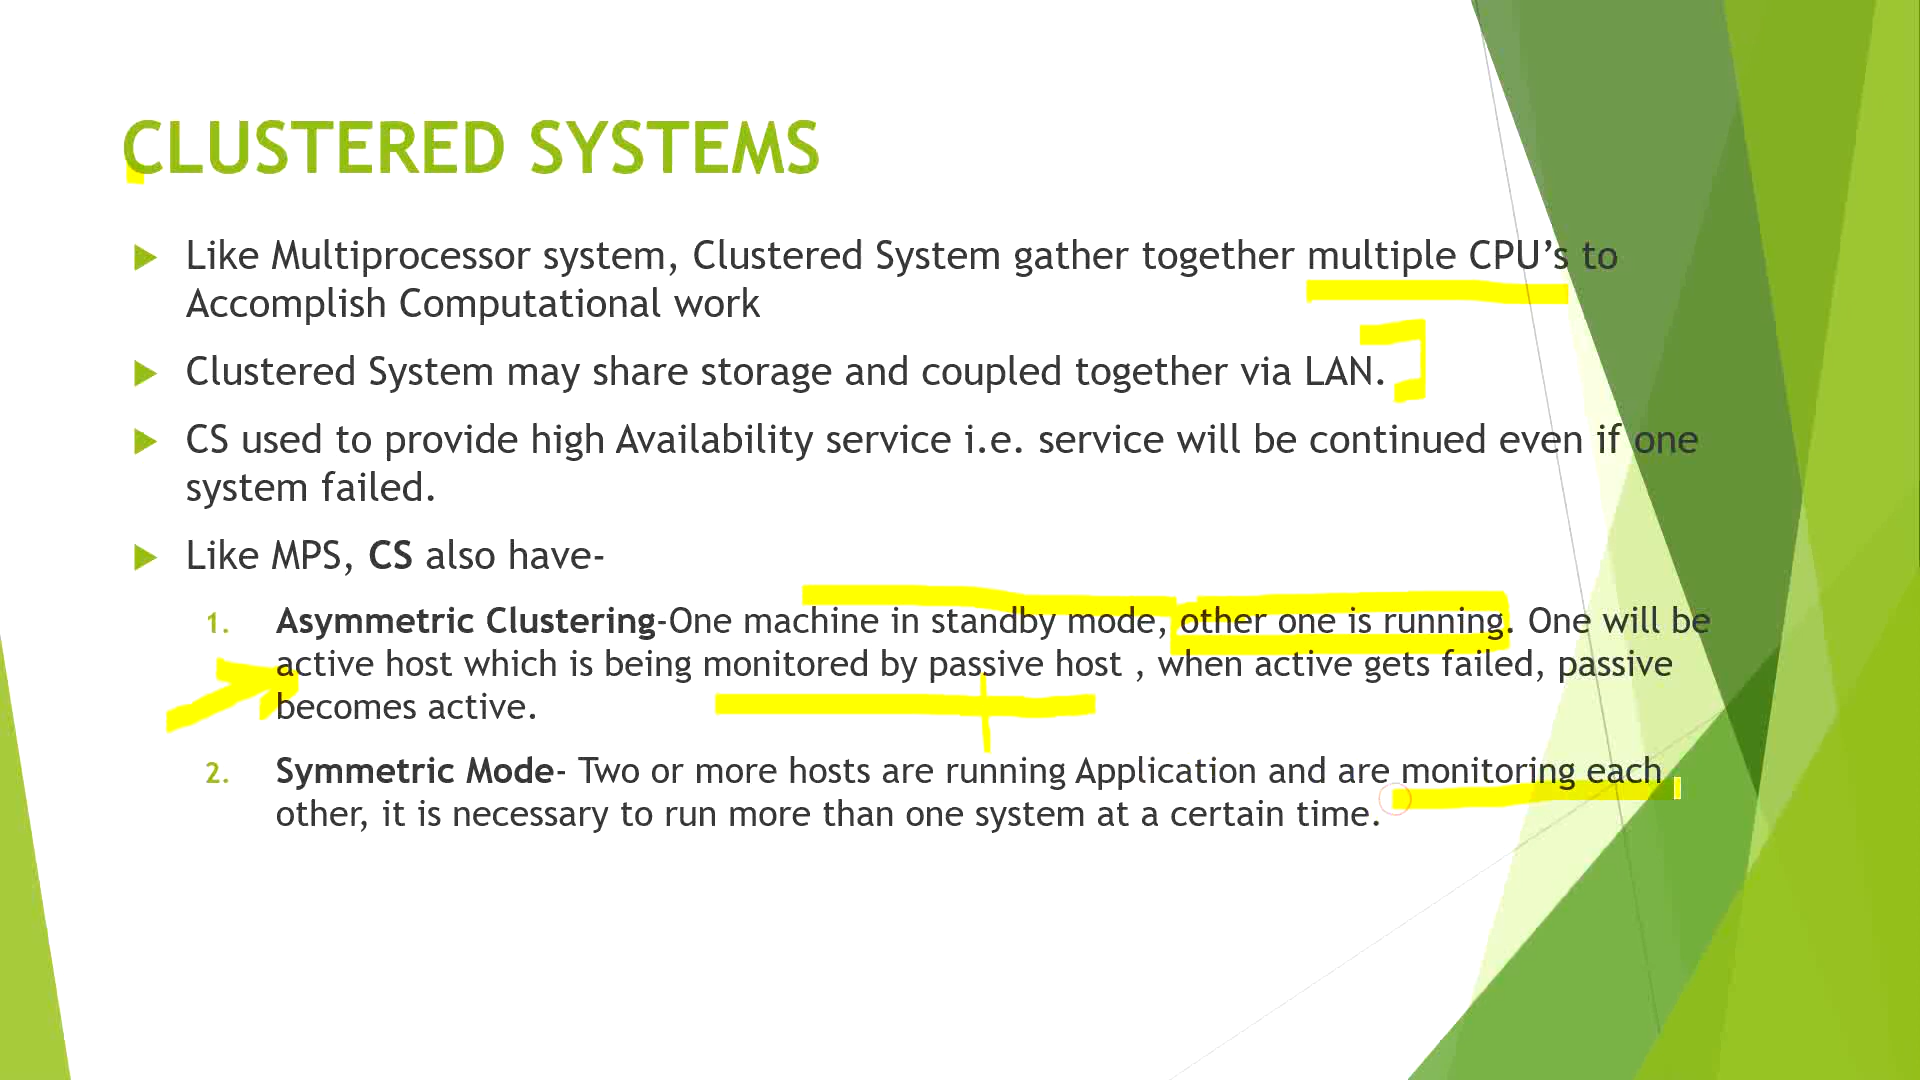 CLUSTERED SYSTEMS
Like Multiprocessor system, Clustered System gather together multiple CPU’s to
Accomplish Computational work
Clustered System may share storage and coupled together via LAN.
CS used to provide high Availability service i.e. service will be continued even if one
system failed.
Like MPS, CS also have-
1. Asymmetric Clustering-One machine in standby mode, other one is running. One will be
active host which is being monitored by passive host , when active gets failed, passive
becomes active.
2. Symmetric Mode- Two or more hosts are running Application and are monitoring each
other, it is necessary to run more than one system at a certain time.